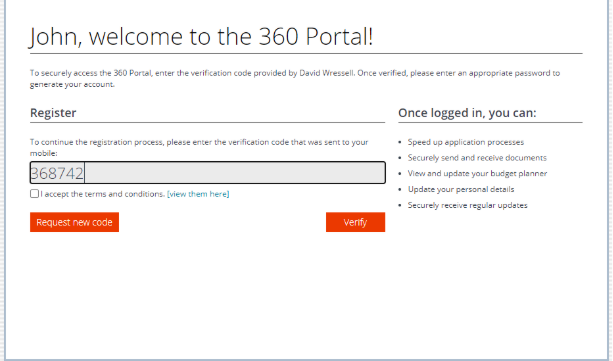 John, welcome to the 360 Portal!
To securely access the 360 Portal, enter the verification code provided by David Wressell. Once verified, please enter an appropriate password to
generate your account.
Register
To continue the registration process, please enter the verification code that was sent to your
mobile:
368742
I accept the terms and conditions. [view them here]
Request new code
Verify
Once logged in, you can:
• Speed up application processes
• Securely send and receive documents
• View and update your budget planner
• Update your personal details
• Securely receive regular updates